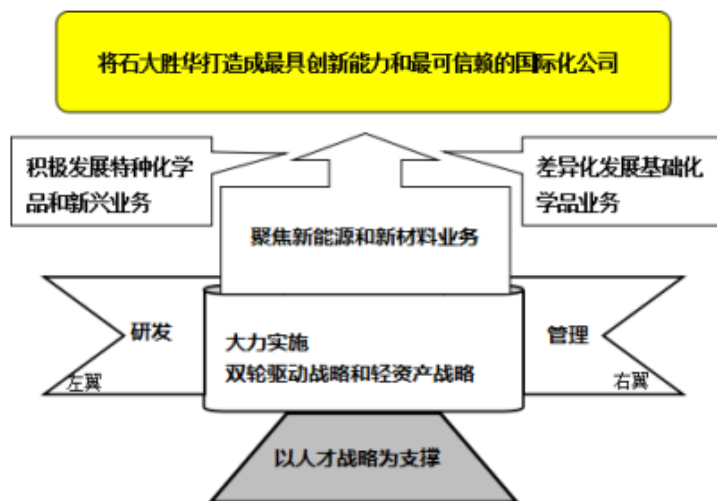 将石大胜华打造成最具创新能力和最可信赖的国际化公司
积极发展特种化学
品和新兴业务
差异化发展基础化
学品业务
聚焦新能源和新材料业务
研发
左翼
大力实施
双轮驱动战略和轻资产战略
管理
右翼
以人才战略为支撑